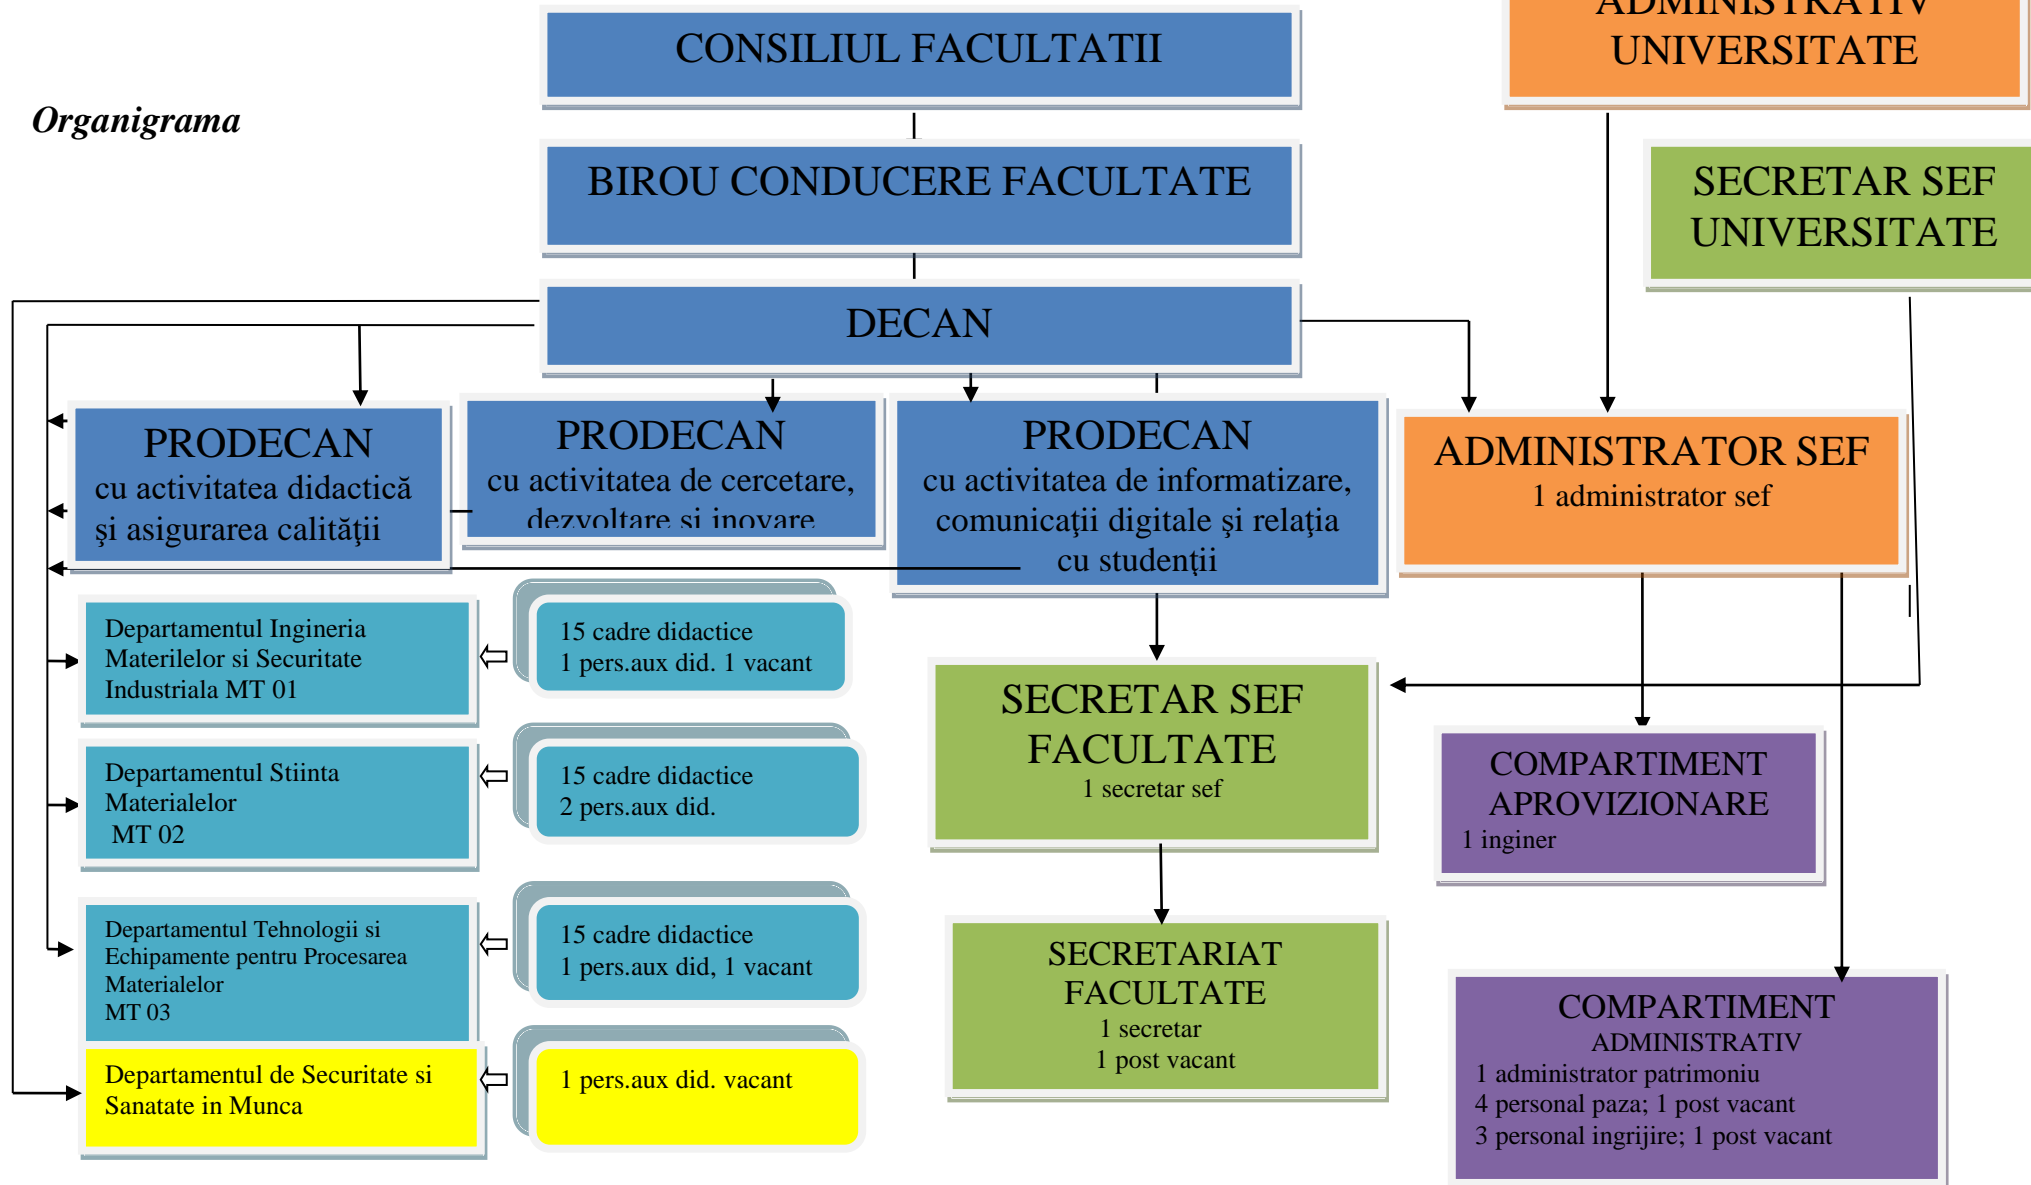 ADMINISTRATIV
UNIVERSITATE
CONSILIUL FACULTATII
Organigrama
BIROU CONDUCERE FACULTATE
SECRETAR SEF
UNIVERSITATE
DECAN
PRODECAN
cu activitatea didactică
şi asigurarea calităţii
PRODECAN
cu activitatea de cercetare,
dezvoltare si inovare
PRODECAN
cu activitatea de informatizare,
comunicaţii digitale şi relaţia
cu studenţii
ADMINISTRATOR SEF
1 administrator sef
Departamentul Ingineria
Materilelor si Securitate
Industriala MT 01
15 cadre didactice
1 pers.aux did. 1 vacant
Departamentul Stiinta
Materialelor
MT 02
15 cadre didactice
2 pers.aux did.
Departamentul Tehnologii si
Echipamente pentru Procesarea
Materialelor
MT 03
15 cadre didactice
1 pers.aux did, 1 vacant
Departamentul de Securitate si
Sanatate in Munca
1 pers.aux did. vacant
SECRETAR SEF
FACULTATE
1 secretar sef
SECRETARIAT
FACULTATE
1 secretar
1 post vacant
COMPARTIMENT
APROVIZIONARE
1 inginer
COMPARTIMENT
ADMINISTRATIV
1 administrator patrimoniu
4 personal paza; 1 post vacant
3 personal ingrijire; 1 post vacant